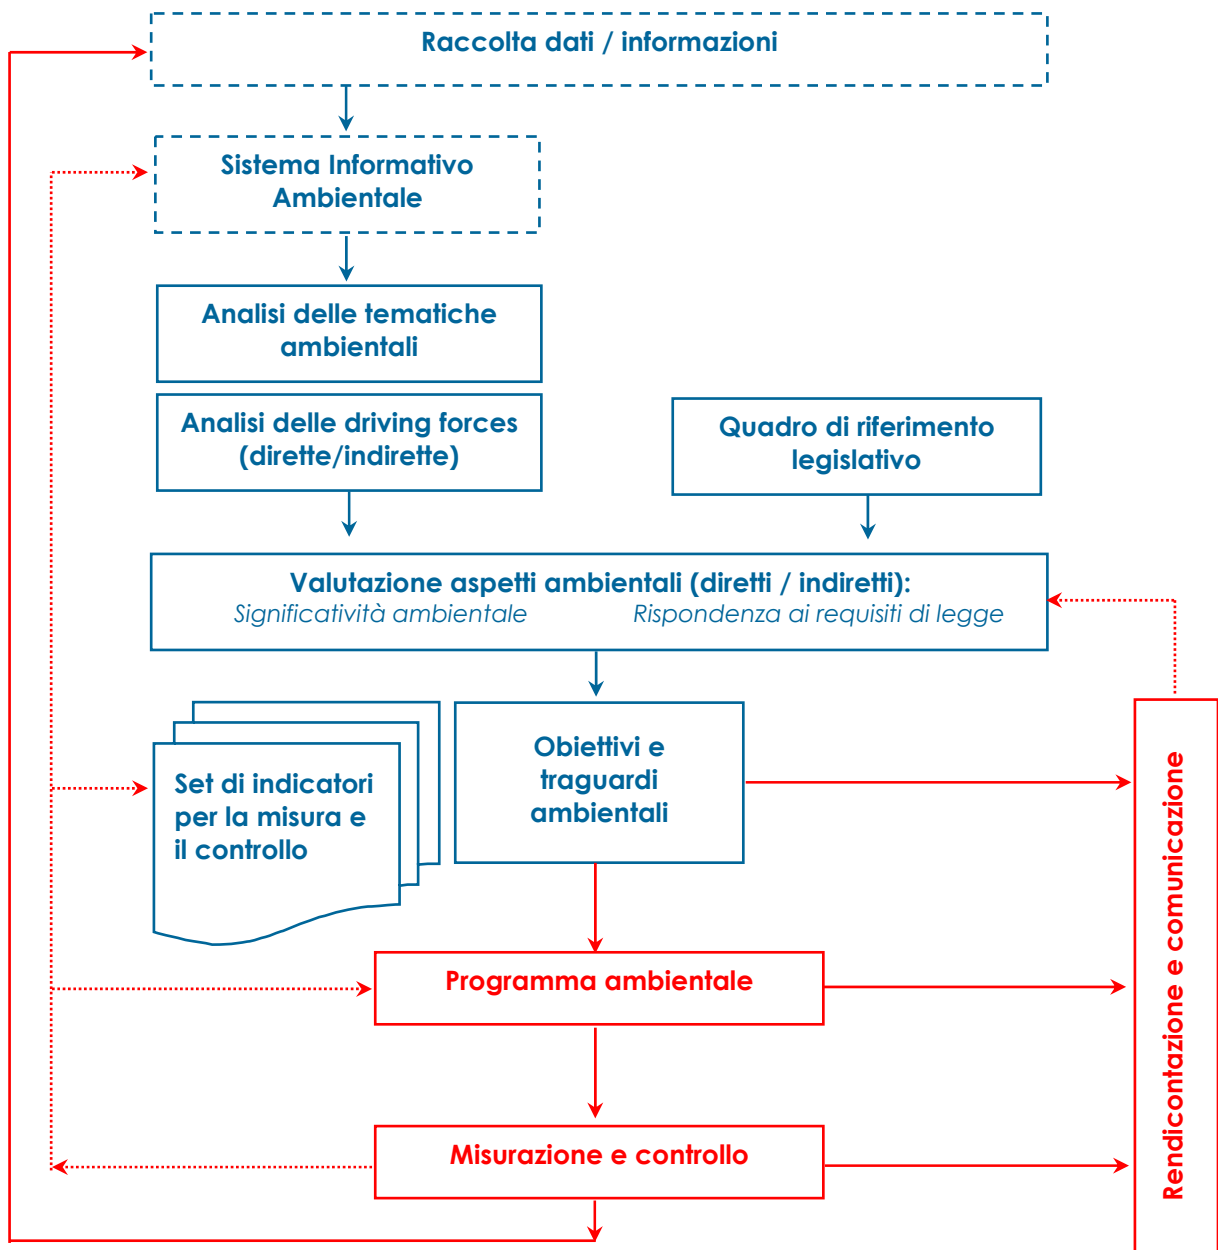 Raccolta dati / informazioni
Sistema Informativo
Ambientale
Analisi delle tematiche
ambientali
Analisi delle driving forces
(dirette/indirette)
Quadro di riferimento
legislativo
Valutazione aspetti ambientali (diretti / indiretti):
Significatività ambientale
Rispondenza ai requisiti di legge
Set di indicatori
per la misura e
il controllo
Obiettivi e
traguardi
ambientali
Programma ambientale
Misurazione e controllo
Rendicontazione e comunicazione